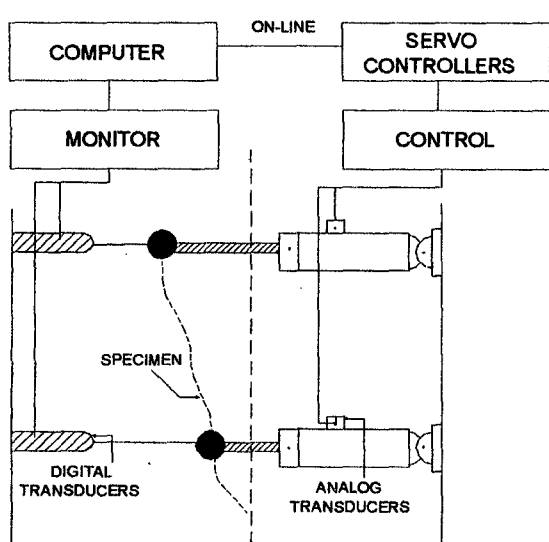 ON-LINE
COMPUTER
SERVO
CONTROLLERS
MONITOR
CONTROL
SPECIMEN
DIGITAL
TRANSDUCERS
ANALOG
TRANSDUCERS